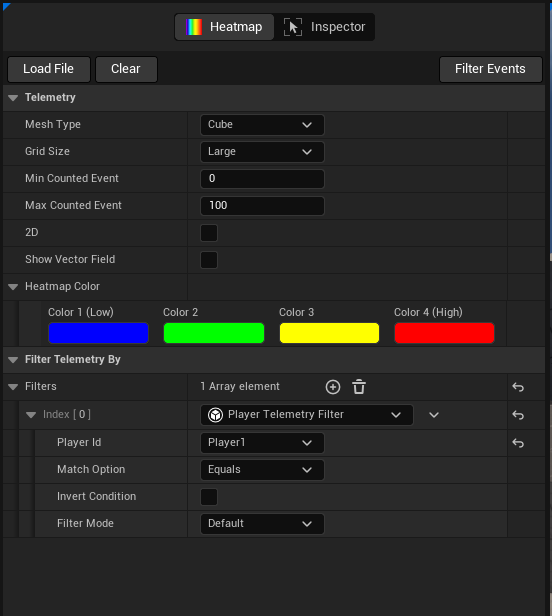 Heatmap Inspector
Load File Clear Filter Events
Telemetry
Mesh Type Cube
Grid Size Large
Min Counted Event 0
Max Counted Event 100
2D
Show Vector Field
Heatmap Color
Color 1 (Low) Color 2 Color 3 Color 4 (High)
Filter Telemetry By
Filters 1 Array element
Index [ 0 ] Player Telemetry Filter
Player Id Player1
Match Option Equals
Invert Condition
Filter Mode Default